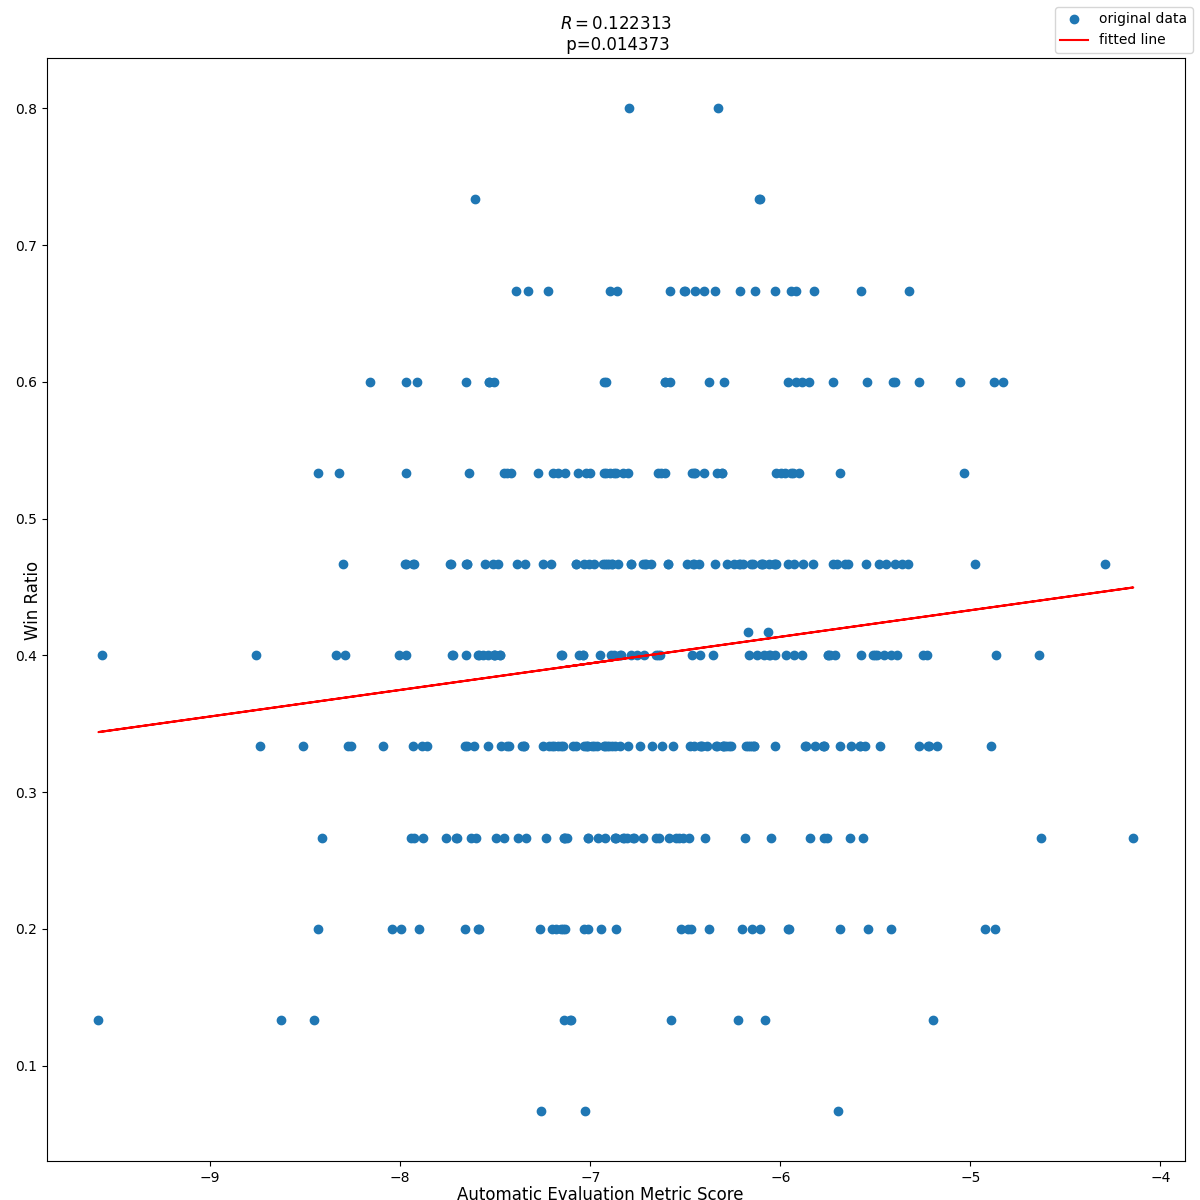 R = 0.122313
p=0.014373
original data
fitted line
0.8
0.7
0.6
0.5
0.4
0.3
0.2
0.1
Win Ratio
−9
−8
−7
−6
−5
−4
Automatic Evaluation Metric Score